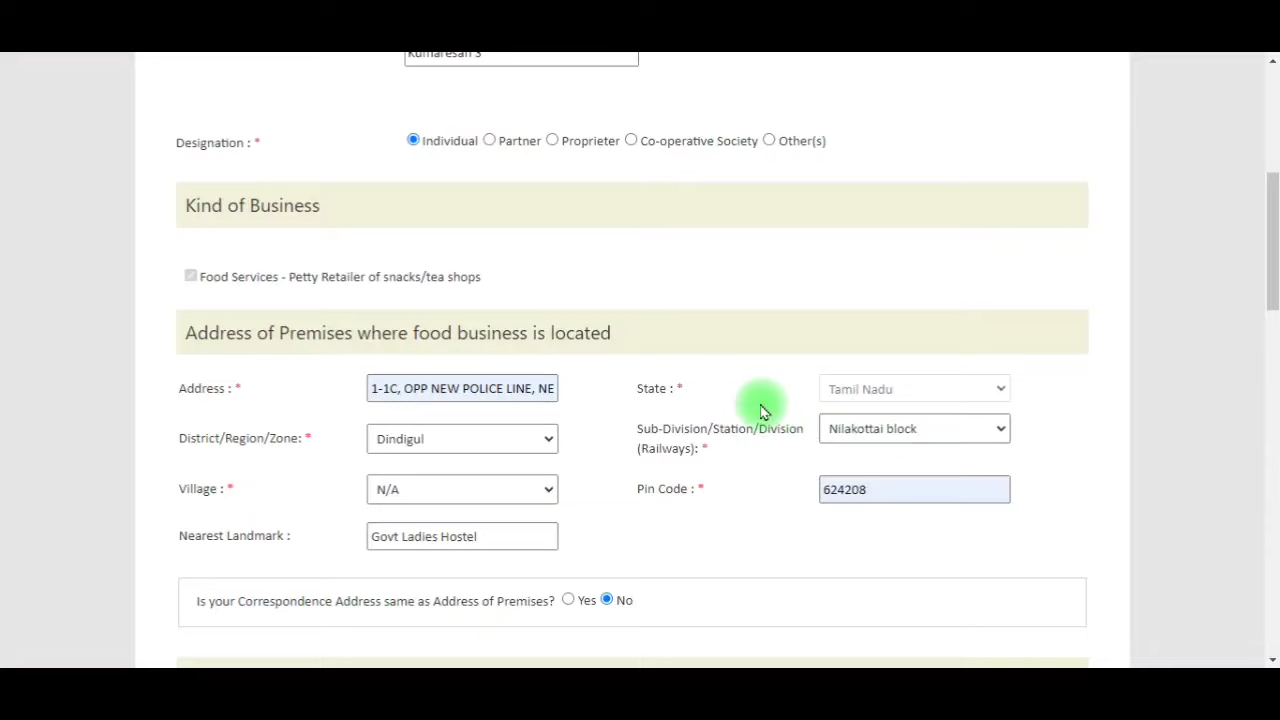 Kumaresan S
Designation : * Individual Partner Proprieter Co-operative Society Other(s)
Kind of Business
Food Services - Petty Retailer of snacks/tea shops
Address of Premises where food business is located
Address : * 1-1C, OPP NEW POLICE LINE, NE State : * Tamil Nadu
District/Region/Zone: * Dindigul Sub-Division/Station/Division (Railways): * Nilakottai block
Village : * N/A Pin Code : * 624208
Nearest Landmark : Govt Ladies Hostel
Is your Correspondence Address same as Address of Premises? Yes No